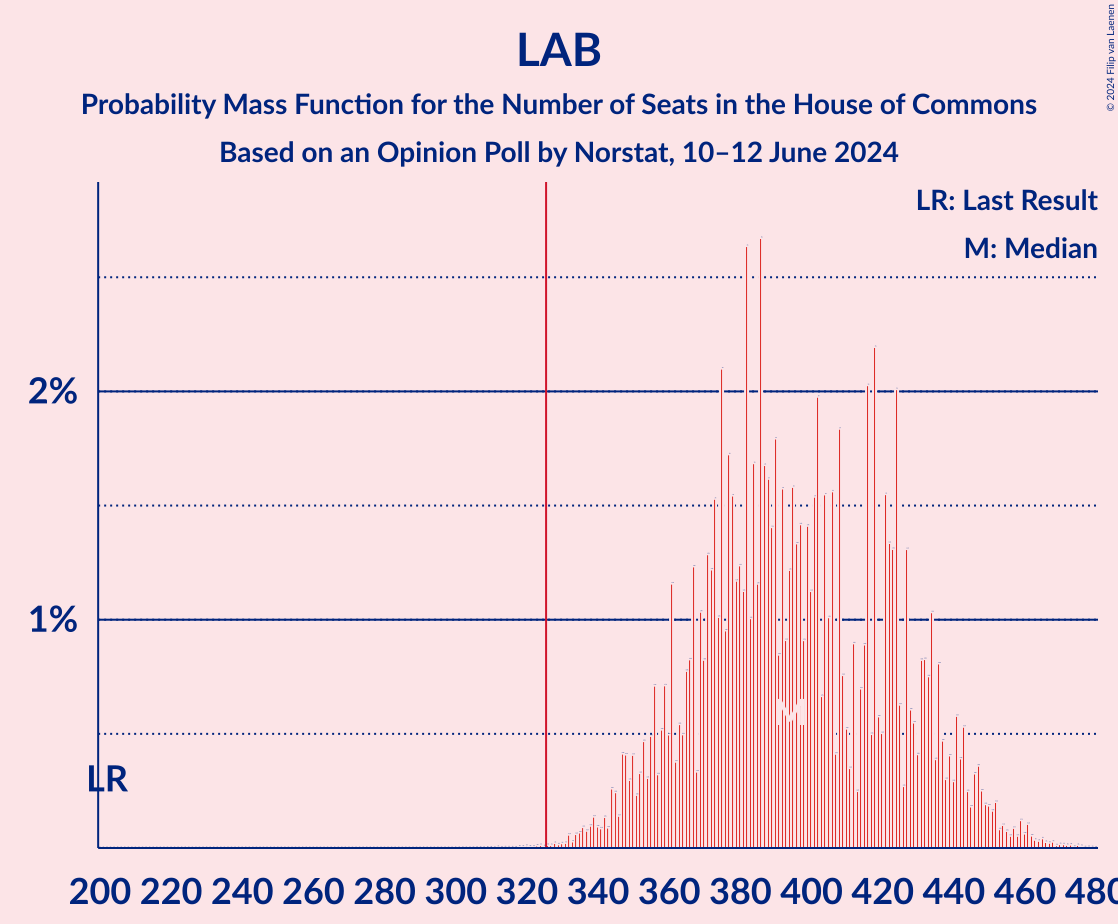 LAB
Probability Mass Function for the Number of Seats in the House of Commons
Based on an Opinion Poll by Norstat, 10–12 June 2024
© 2024 Filip van Laenen
LR: Last Result
M: Median
2%
1%
LR
M
200 220 240 260 280 300 320 340 360 380 400 420 440 460 480